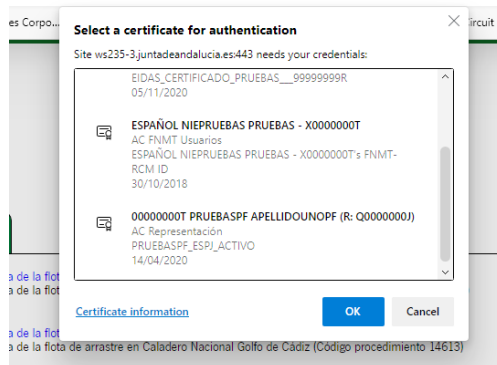 es Corpo...
ircuit
Select a certificate for authentication
Site ws235-3.juntadeandalucia.es:443 needs your credentials:
EIDAS_CERTIFICADO_PRUEBAS__99999999R
05/11/2020
ESPAÑOL NIEPRUEBAS PRUEBAS - X0000000T
AC FNMT Usuarios
ESPAÑOL NIEPRUEBAS PRUEBAS - X0000000T's FNMT-
RCM ID
30/10/2018
00000000T PRUEBASPF APELLIDOUNOPF (R: Q0000000J)
AC Representación
PRUEBASPF_ESPJ_ACTIVO
14/04/2020
Certificate information
OK
Cancel
a de la flot
a de la flot
a de la flot
a de la flota de arrastre en Caladero Nacional Golfo de Cádiz (Código procedimiento 14613)